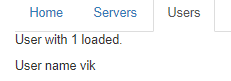 Home Servers Users
User with 1 loaded.
User name vik